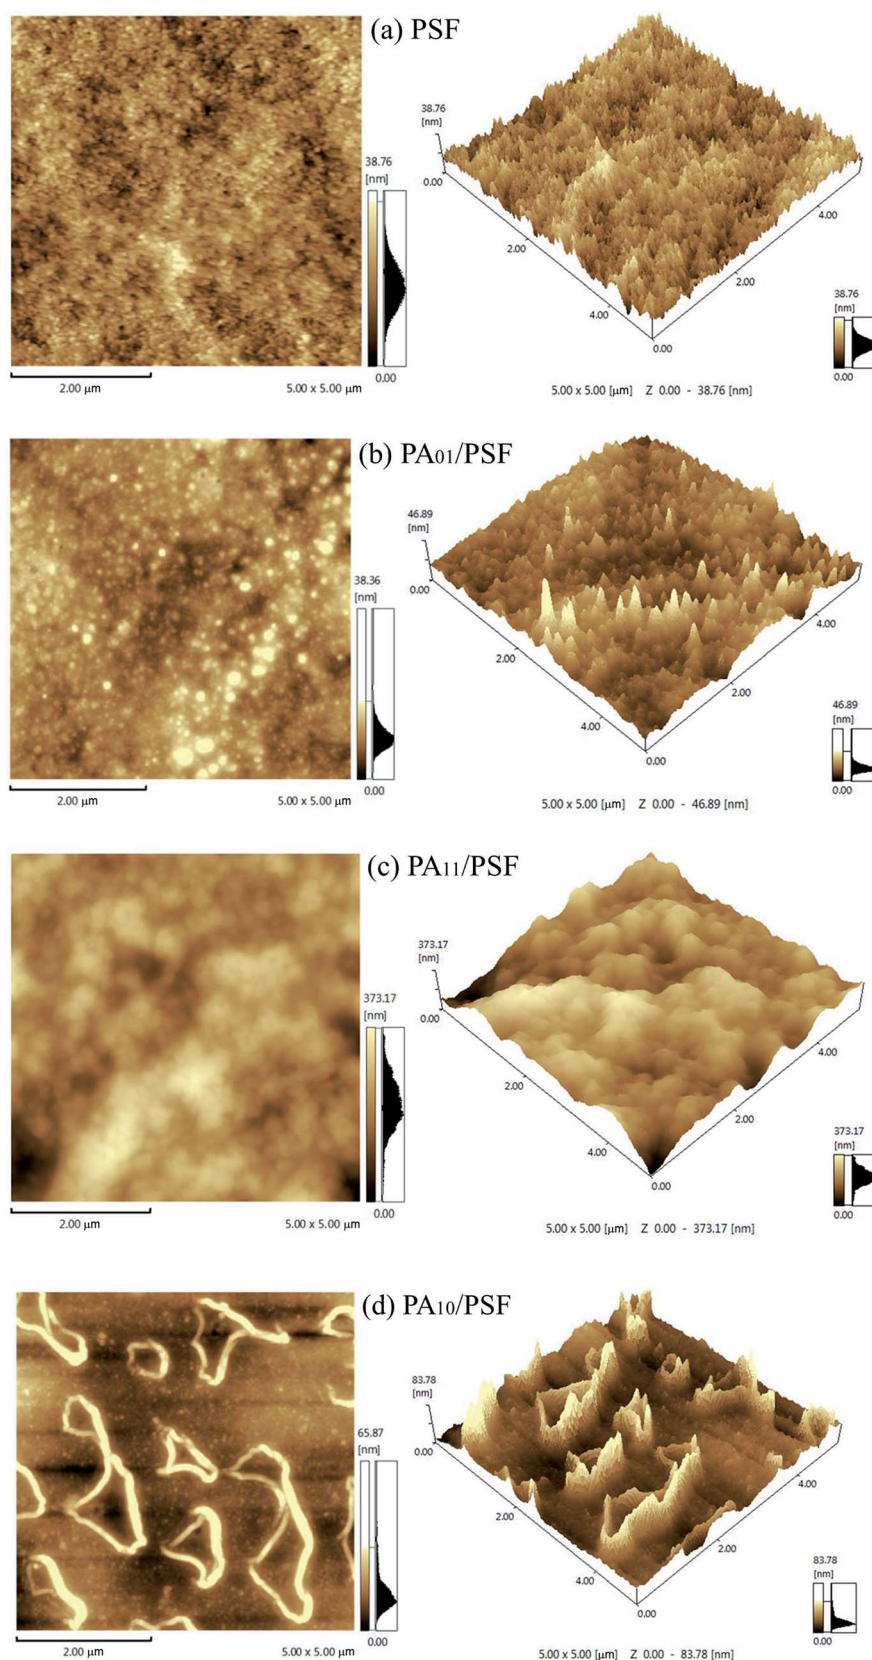 (a) PSF
38.76
[nm]
0.00
2.00 µm
5.00 x 5.00 µm
38.76
[nm]
0.00
2.00
4.00
0.00
2.00
4.00
38.76
[nm]
0.00
5.00 x 5.00 [µm] Z 0.00 - 38.76 [nm]
(b) PA01/PSF
38.36
[nm]
0.00
2.00 µm
5.00 x 5.00 µm
46.89
[nm]
0.00
2.00
4.00
0.00
2.00
4.00
46.89
[nm]
0.00
5.00 x 5.00 [µm] Z 0.00 - 46.89 [nm]
(c) PA11/PSF
373.17
[nm]
0.00
2.00 µm
5.00 x 5.00 µm
373.17
[nm]
0.00
2.00
4.00
0.00
2.00
4.00
373.17
[nm]
0.00
5.00 x 5.00 [µm] Z 0.00 - 373.17 [nm]
(d) PA10/PSF
65.87
[nm]
0.00
2.00 µm
5.00 x 5.00 µm
83.78
[nm]
0.00
2.00
4.00
0.00
2.00
4.00
83.78
[nm]
0.00
5.00 x 5.00 [µm] Z 0.00 - 83.78 [nm]